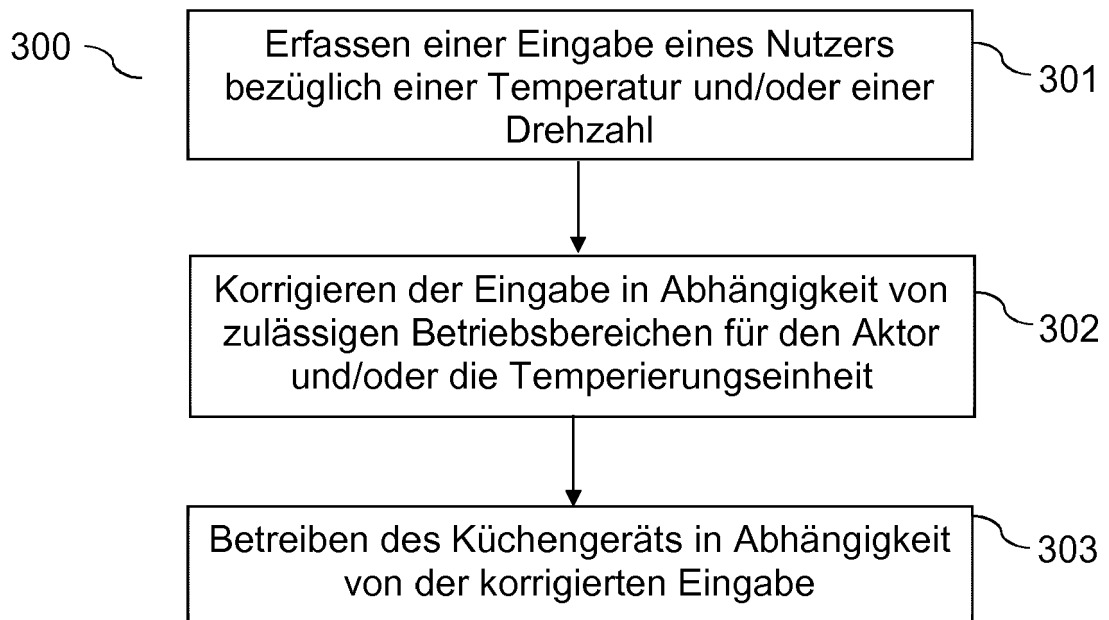 300
Erfassen einer Eingabe eines Nutzers
bezüglich einer Temperatur und/oder einer
Drehzahl
301
Korrigieren der Eingabe in Abhängigkeit von
zulässigen Betriebsbereichen für den Aktor
und/oder die Temperierungseinheit
302
Betreiben des Küchengeräts in Abhängigkeit
von der korrigierten Eingabe
303